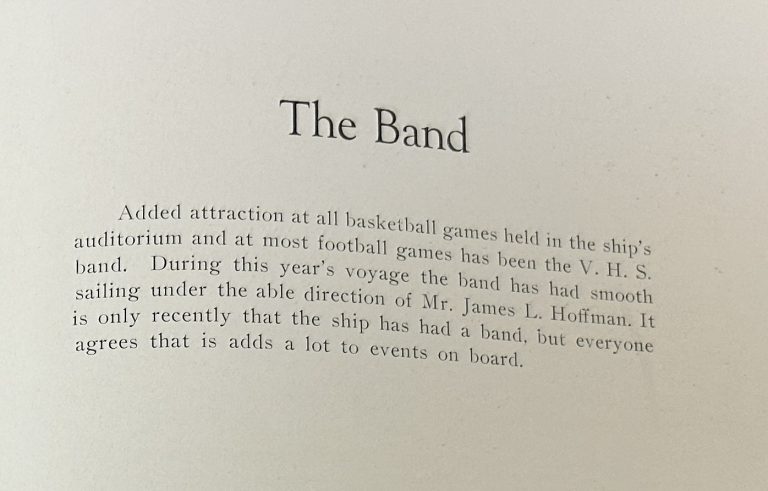 The Band
Added attraction at all basketball games held in the ship's
auditorium and at most football games has been the V. H. S.
band. During this year's voyage the band has had smooth
sailing under the able direction of Mr. James L. Hoffman. It
is only recently that the ship has had a band, but everyone
agrees that is adds a lot to events on board.